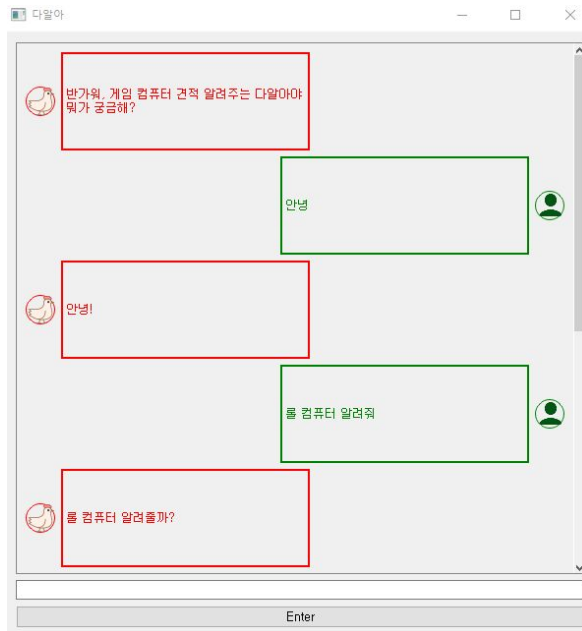 다알아
반가워, 게임 컴퓨터 견적 알려주는 다알아야
뭐가 궁금해?
안녕
안녕!
롤 컴퓨터 알려줘
롤 컴퓨터 알려줄까?
Enter